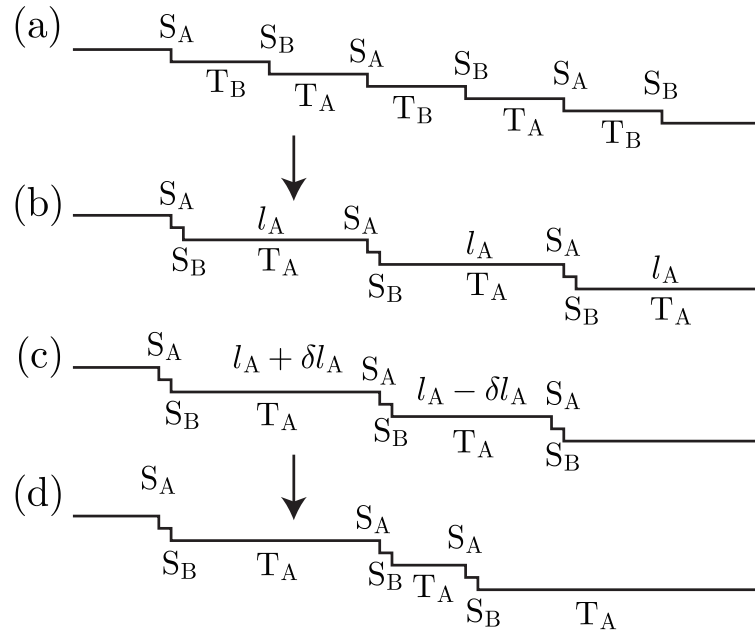 (a) S_A S_B S_A S_B S_A S_B
T_B T_A T_B T_A T_B
(b) S_A l_A S_A l_A S_A l_A
S_B T_A S_B T_A S_B T_A
(c) S_A l_A + δl_A S_A l_A − δl_A S_A
S_B T_A S_B T_A S_B
(d) S_A S_A S_A
S_B T_A S_B T_A S_B T_A